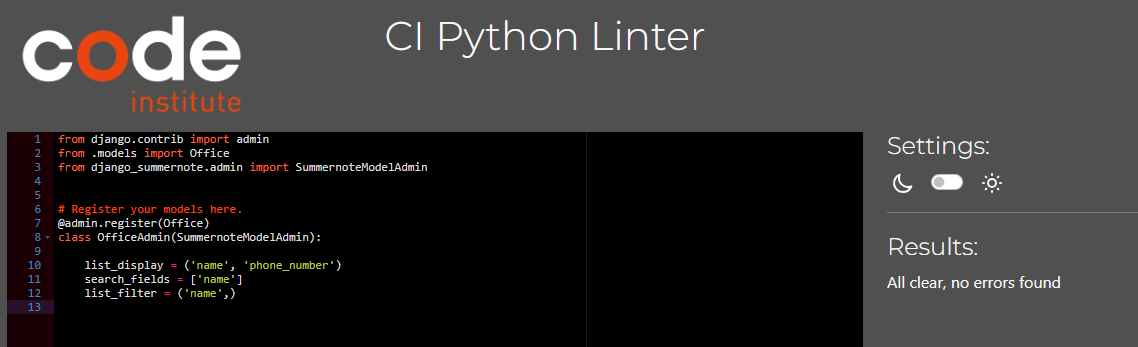 code
institute
CI Python Linter
1 from django.contrib import admin
2 from .models import Office
3 from django_summernote.admin import SummernoteModelAdmin
4
5
6 # Register your models here.
7 @admin.register(Office)
8 class OfficeAdmin(SummernoteModelAdmin):
9
10     list_display = ('name', 'phone_number')
11     search_fields = ['name']
12     list_filter = ('name',)
13
Settings:
Results:
All clear, no errors found